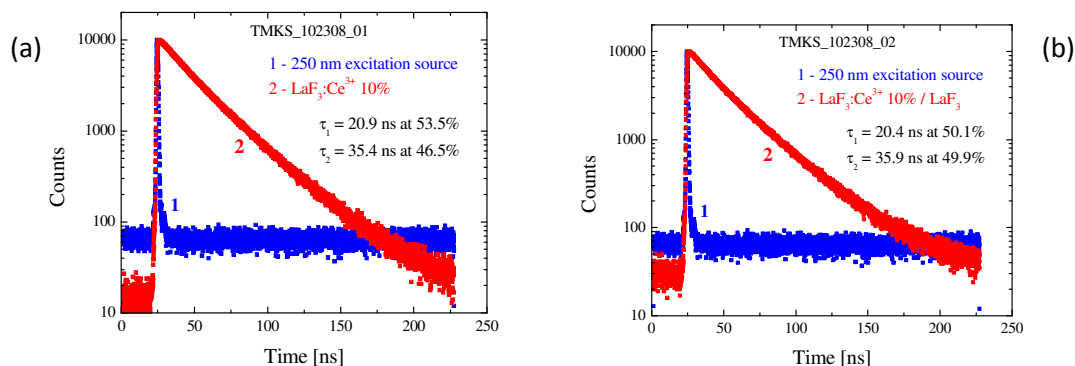 (a)
TMKS_102308_01
1 - 250 nm excitation source
2 - LaF₃:Ce³⁺ 10%
τ₁ = 20.9 ns at 53.5%
τ₂ = 35.4 ns at 46.5%
2
1
Counts
10000
1000
100
10
0 50 75 100 125 150 175 200 225 250
Time [ns]
(b)
TMKS_102308_02
1 - 250 nm excitation source
2 - LaF₃:Ce³⁺ 10% / LaF₃
τ₁ = 20.4 ns at 50.1%
τ₂ = 35.9 ns at 49.9%
2
1
Counts
10000
1000
100
10
0 50 100 150 200 250
Time [ns]